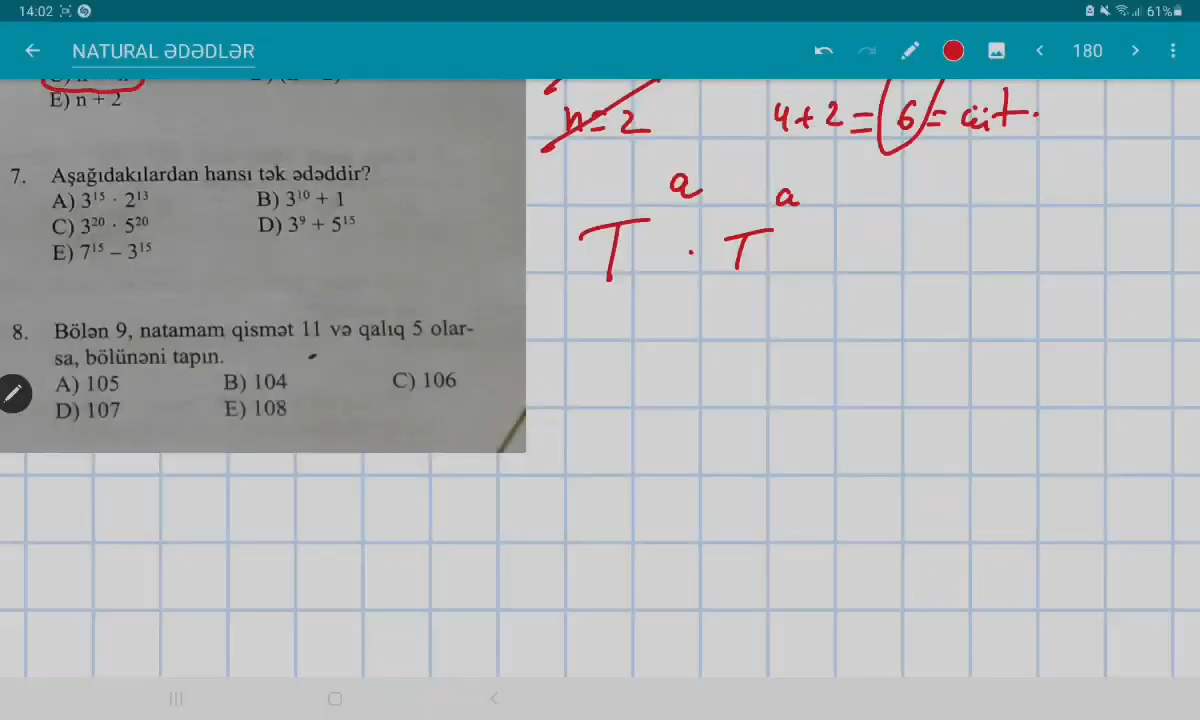 14:02 61%
NATURAL ƏDƏDLƏR 180
E) n + 2
n = 2 4 + 2 = 6 = cüt.
7. Aşağıdakılardan hansı tək ədəddir?
A) 3¹⁵ · 2¹³ B) 3¹⁰ + 1
C) 3²⁰ · 5²⁰ D) 3⁹ + 5¹⁵
E) 7¹⁵ – 3¹⁵
Tᵃ · Tᵃ
8. Bölən 9, natamam qismət 11 və qalıq 5 olar-
sa, bölünəni tapın.
A) 105 B) 104 C) 106
D) 107 E) 108